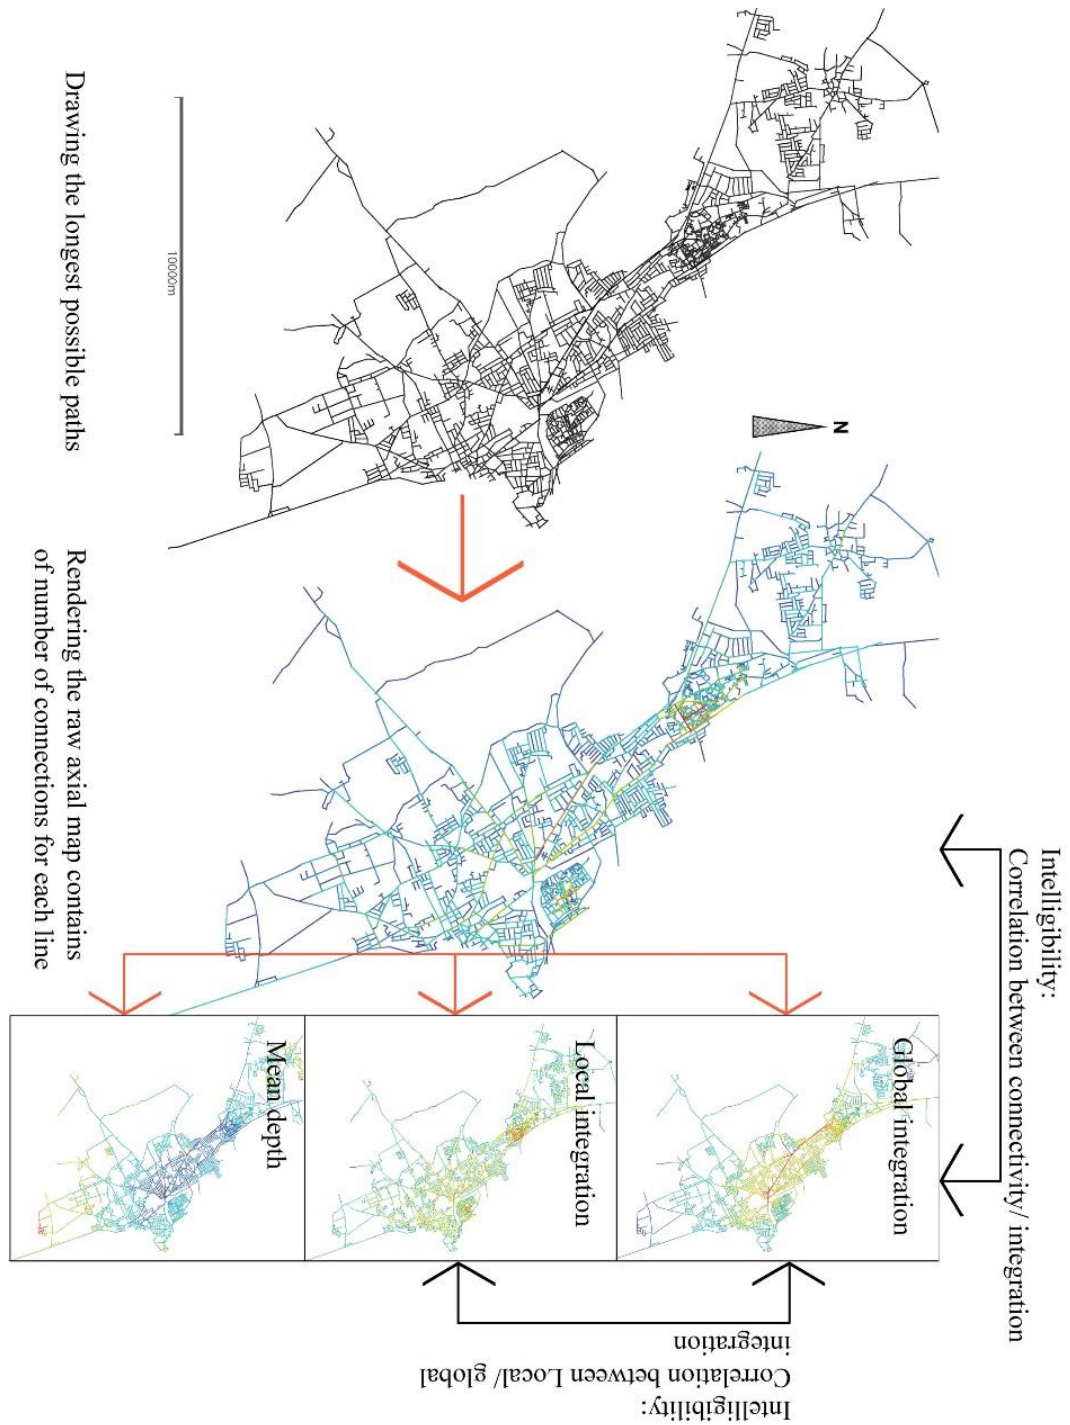 Intelligibility:
Correlation between connectivity/ integration
N
10000m
Drawing the longest possible paths
Rendering the raw axial map contains
of number of connections for each line
Global integration
Local integration
Mean depth
Intelligibility:
Correlation between Local/ global
integration